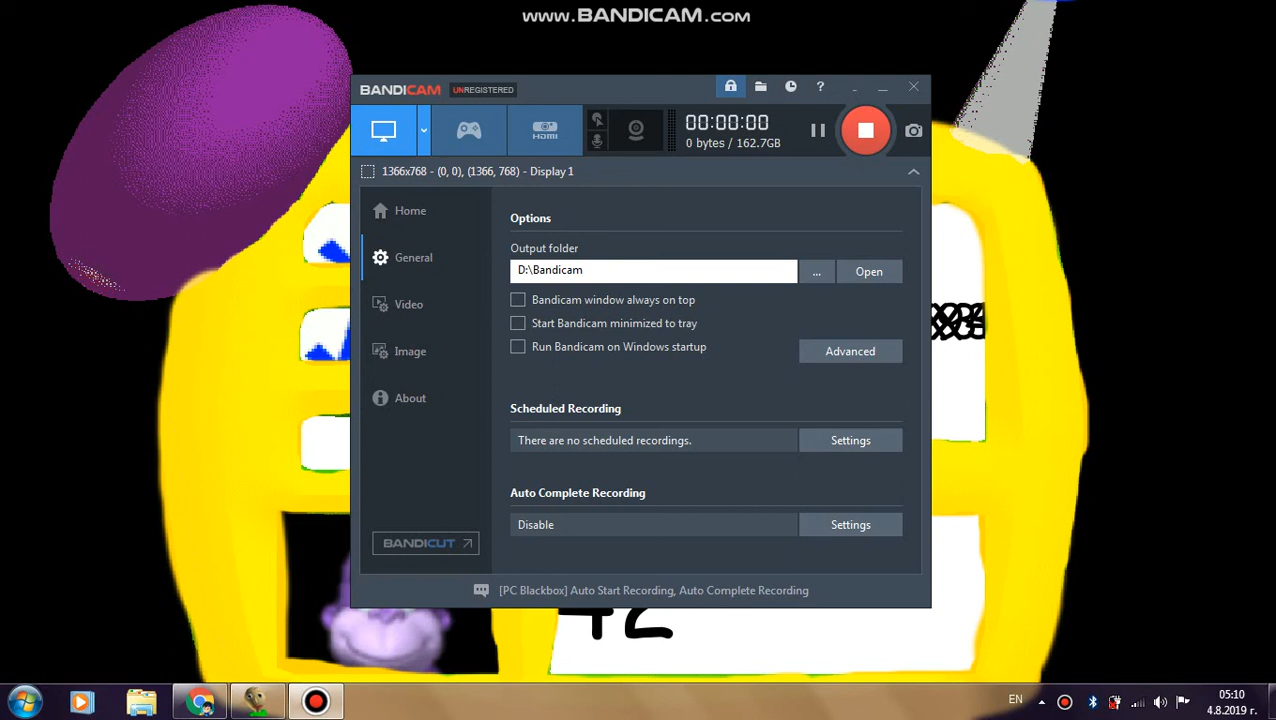 www.BANDICAM.com
BANDICAM UNREGISTERED
00:00:00
HDMI
0 bytes / 162.7GB
1366x768 - (0, 0), (1366, 768) - Display 1
Home
General
Video
Image
About
BANDICUT
Options
Output folder
D:\Bandicam
...
Open
Bandicam window always on top
Start Bandicam minimized to tray
Run Bandicam on Windows startup
Advanced
Scheduled Recording
There are no scheduled recordings.
Settings
Auto Complete Recording
Disable
Settings
[PC Blackbox] Auto Start Recording, Auto Complete Recording
42
EN
05:10
4.8.2019 г.